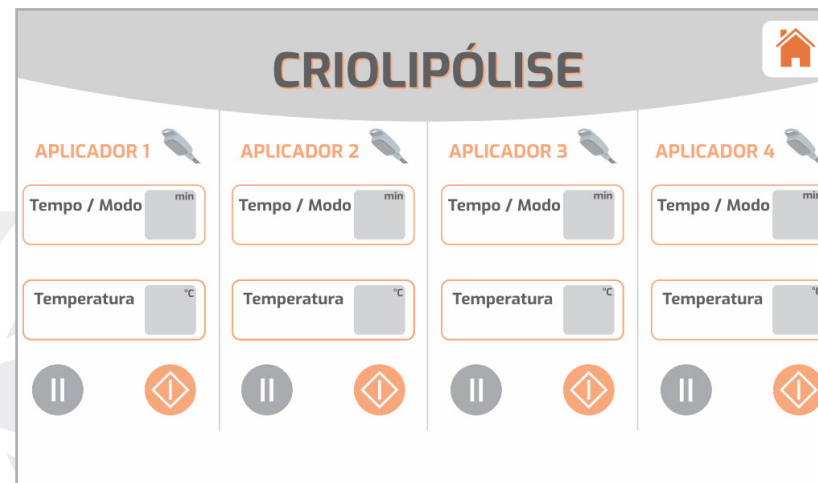 CRIOLIPÓLISE
APLICADOR 1
APLICADOR 2
APLICADOR 3
APLICADOR 4
Tempo / Modo min
Tempo / Modo min
Tempo / Modo min
Tempo / Modo min
Temperatura °C
Temperatura °C
Temperatura °C
Temperatura °C